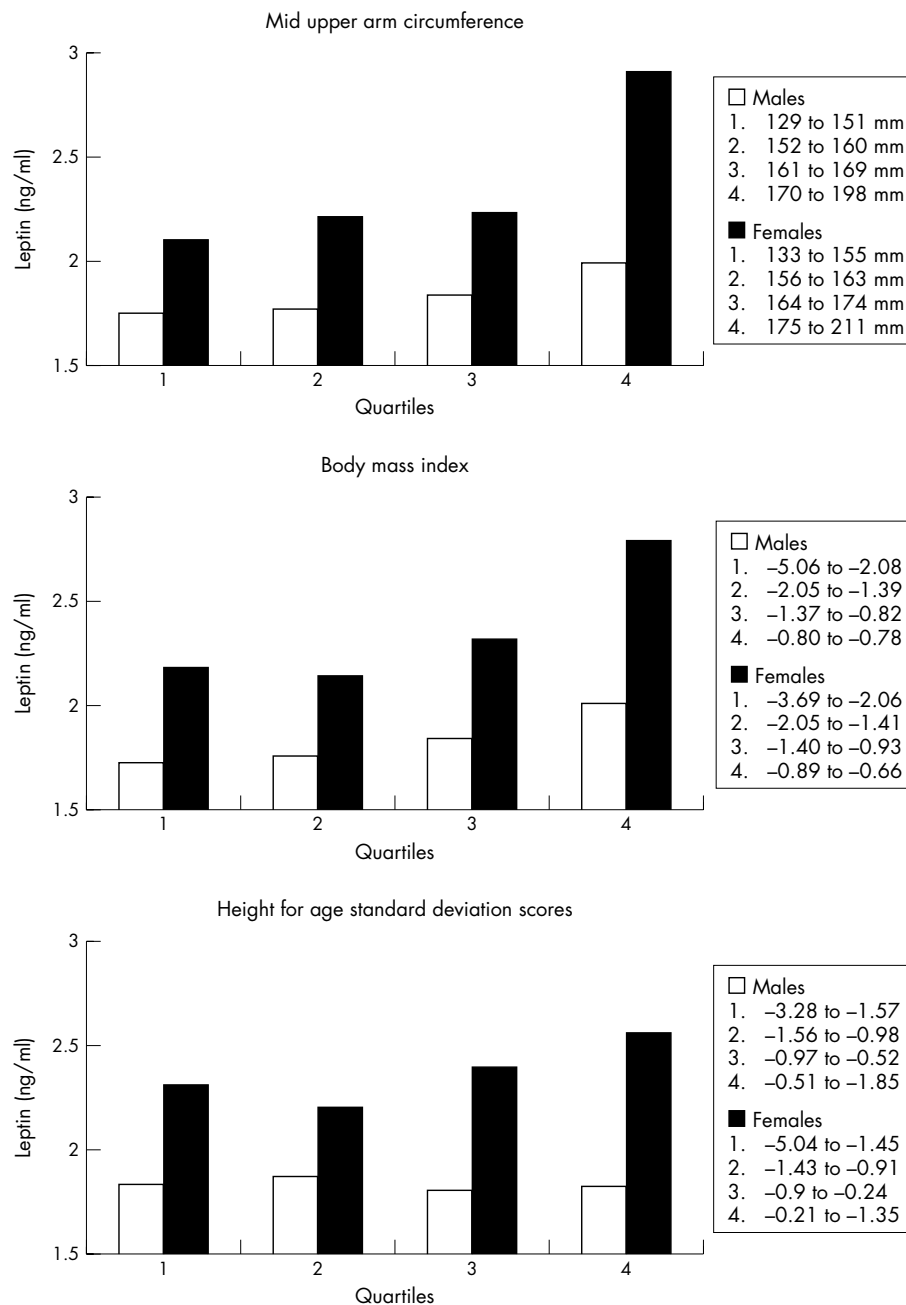 Mid upper arm circumference
3
2.5
2
1.5
Leptin (ng/ml)
1 2 3 4
Quartiles
Males
1. 129 to 151 mm
2. 152 to 160 mm
3. 161 to 169 mm
4. 170 to 198 mm
Females
1. 133 to 155 mm
2. 156 to 163 mm
3. 164 to 174 mm
4. 175 to 211 mm
Body mass index
3
2.5
2
1.5
Leptin (ng/ml)
1 2 3 4
Quartiles
Males
1. –5.06 to –2.08
2. –2.05 to –1.39
3. –1.37 to –0.82
4. –0.80 to –0.78
Females
1. –3.69 to –2.06
2. –2.05 to –1.41
3. –1.40 to –0.93
4. –0.89 to –0.66
Height for age standard deviation scores
3
2.5
2
1.5
Leptin (ng/ml)
1 2 3 4
Quartiles
Males
1. –3.28 to –1.57
2. –1.56 to –0.98
3. –0.97 to –0.52
4. –0.51 to –1.85
Females
1. –5.04 to –1.45
2. –1.43 to –0.91
3. –0.9 to –0.24
4. –0.21 to –1.35